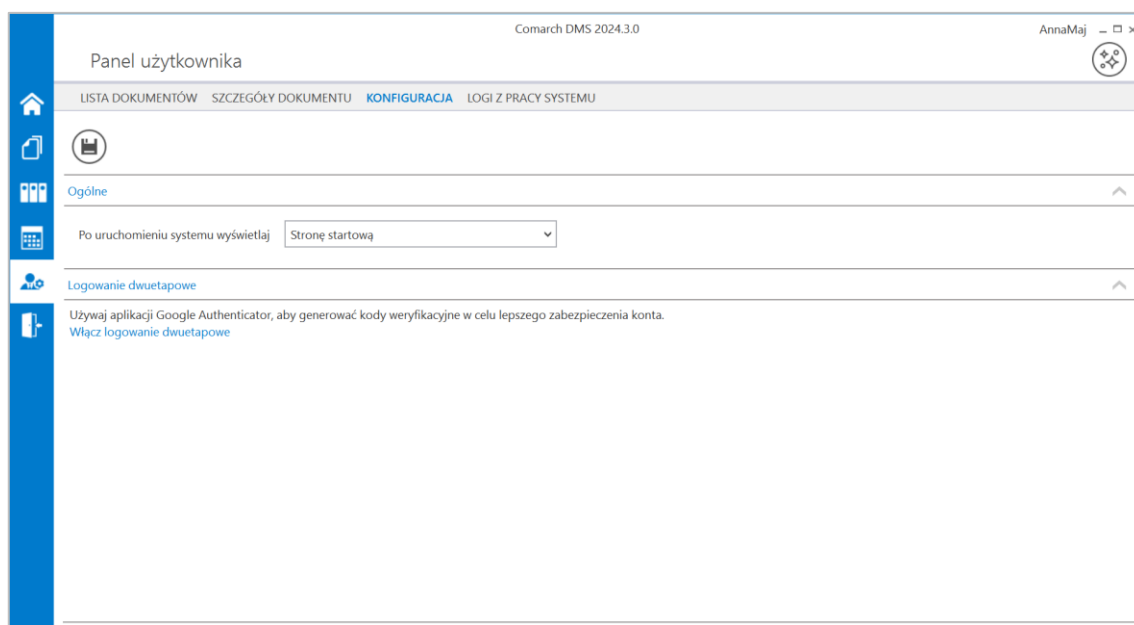 Comarch DMS 2024.3.0
AnnaMaj
Panel użytkownika
LISTA DOKUMENTÓW SZCZEGÓŁY DOKUMENTU KONFIGURACJA LOGI Z PRACY SYSTEMU
Ogólne
Po uruchomieniu systemu wyświetlaj Stronę startową
Logowanie dwuetapowe
Używaj aplikacji Google Authenticator, aby generować kody weryfikacyjne w celu lepszego zabezpieczenia konta.
Włącz logowanie dwuetapowe